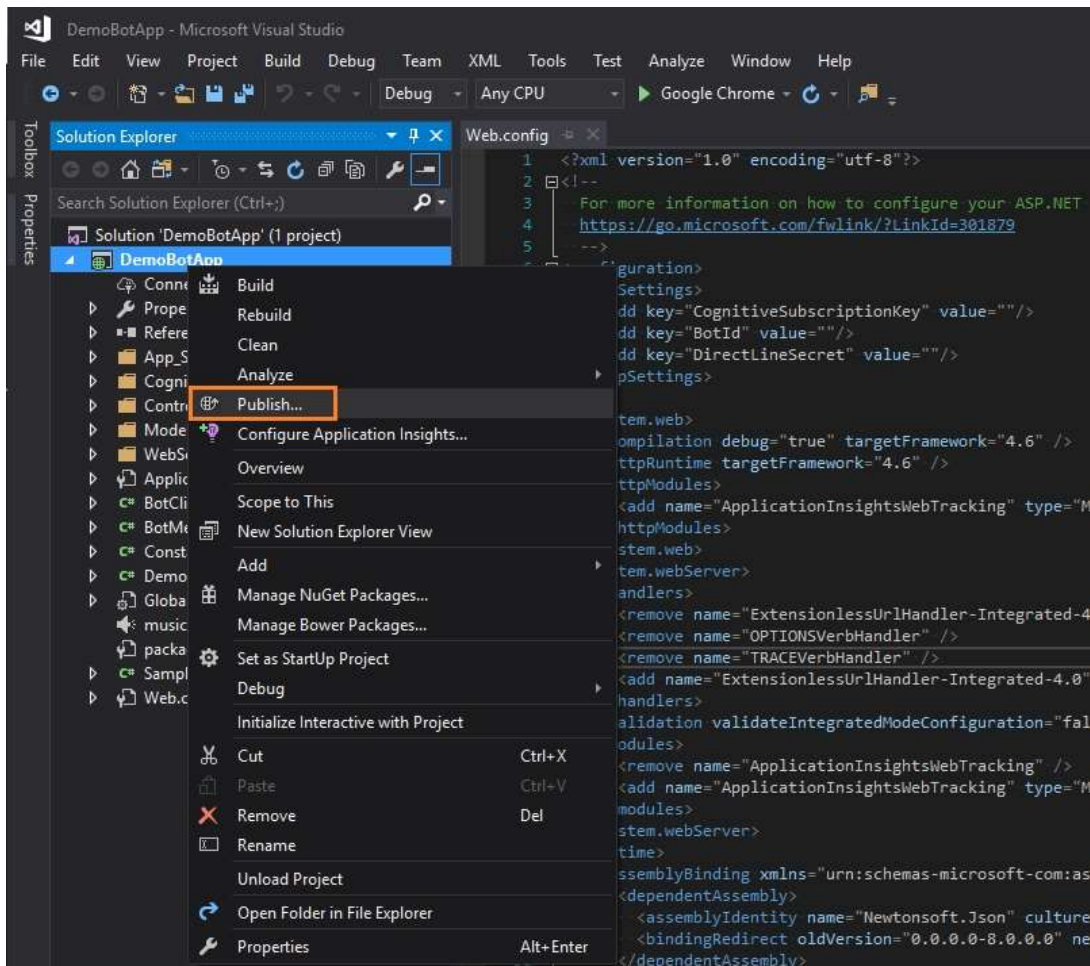 DemoBotApp - Microsoft Visual Studio
File Edit View Project Build Debug Team XML Tools Test Analyze Window Help
Debug Any CPU Google Chrome
Toolbox
Properties
Solution Explorer
Search Solution Explorer (Ctrl+;)
Solution 'DemoBotApp' (1 project)
DemoBotApp
Conne
Prope
Refere
App_S
Cogni
Contr
Mode
WebS
Applic
BotCli
BotMe
Const
Demo
Globa
music
packa
Sampl
Web.c
Build
Rebuild
Clean
Analyze
Publish...
Configure Application Insights...
Overview
Scope to This
New Solution Explorer View
Add
Manage NuGet Packages...
Manage Bower Packages...
Set as StartUp Project
Debug
Initialize Interactive with Project
Cut Ctrl+X
Paste Ctrl+V
Remove Del
Rename
Unload Project
Open Folder in File Explorer
Properties Alt+Enter
Web.config
1 <?xml version="1.0" encoding="utf-8"?>
2 <!--
3 For more information on how to configure your ASP.NET
4 https://go.microsoft.com/fwlink/?LinkId=301879
5 -->
guration>
Settings>
dd key="CognitiveSubscriptionKey" value=""/>
dd key="BotId" value=""/>
dd key="DirectLineSecret" value=""/>
pSettings>
tem.web>
ompilation debug="true" targetFramework="4.6" />
ttpRuntime targetFramework="4.6" />
ttpModules>
<add name="ApplicationInsightsWebTracking" type="M
httpModules>
stem.web>
tem.webServer>
andlers>
<remove name="ExtensionlessUrlHandler-Integrated-4
<remove name="OPTIONSVerbHandler" />
<remove name="TRACEVerbHandler" />
<add name="ExtensionlessUrlHandler-Integrated-4.0"
handlers>
alidation validateIntegratedModeConfiguration="fal
odules>
<remove name="ApplicationInsightsWebTracking" />
<add name="ApplicationInsightsWebTracking" type="M
modules>
stem.webServer>
time>
ssemblyBinding xmlns="urn:schemas-microsoft-com:as
<dependentAssembly>
<assemblyIdentity name="Newtonsoft.Json" culture
<bindingRedirect oldVersion="0.0.0.0-8.0.0.0" ne
</dependentAssembly>